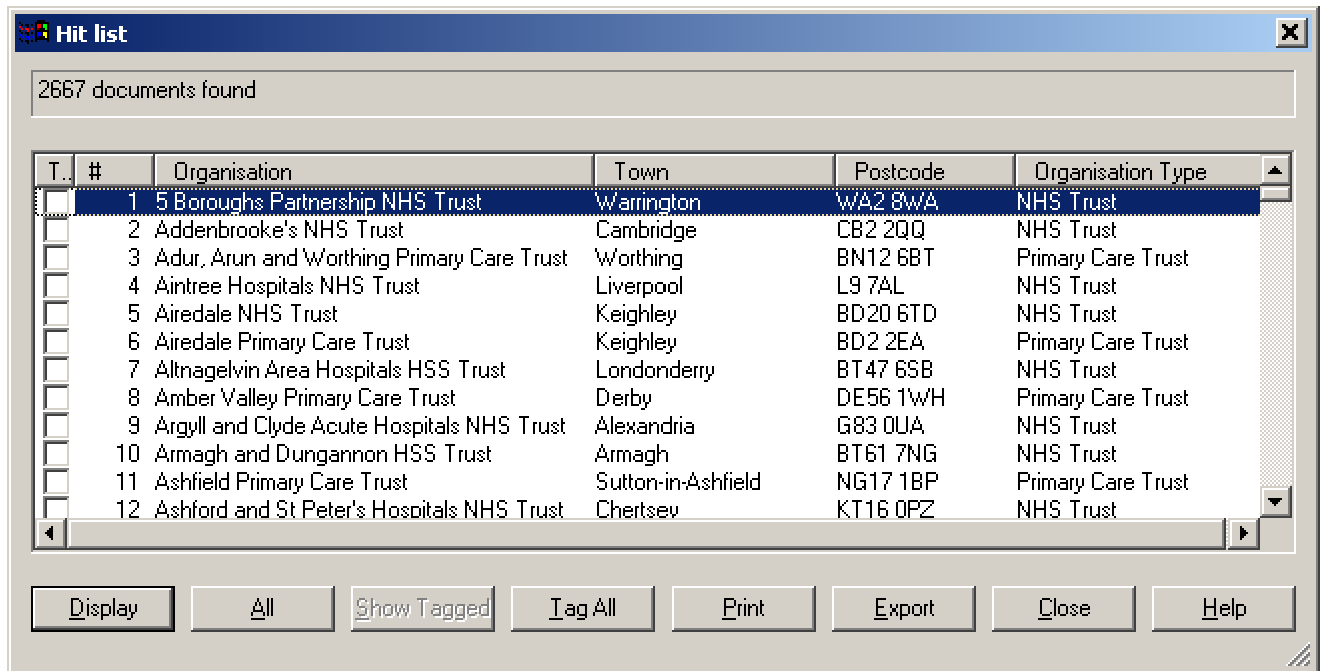 Hit list
2667 documents found
T.. # Organisation Town Postcode Organisation Type
1 5 Boroughs Partnership NHS Trust Warrington WA2 8WA NHS Trust
2 Addenbrooke's NHS Trust Cambridge CB2 2QQ NHS Trust
3 Adur, Arun and Worthing Primary Care Trust Worthing BN12 6BT Primary Care Trust
4 Aintree Hospitals NHS Trust Liverpool L9 7AL NHS Trust
5 Airedale NHS Trust Keighley BD20 6TD NHS Trust
6 Airedale Primary Care Trust Keighley BD2 2EA Primary Care Trust
7 Altnagelvin Area Hospitals HSS Trust Londonderry BT47 6SB NHS Trust
8 Amber Valley Primary Care Trust Derby DE56 1WH Primary Care Trust
9 Argyll and Clyde Acute Hospitals NHS Trust Alexandria G83 0UA NHS Trust
10 Armagh and Dungannon HSS Trust Armagh BT61 7NG NHS Trust
11 Ashfield Primary Care Trust Sutton-in-Ashfield NG17 1BP Primary Care Trust
12 Ashford and St Peter's Hospitals NHS Trust Chertsey KT16 0PZ NHS Trust
Display All Show Tagged Tag All Print Export Close Help